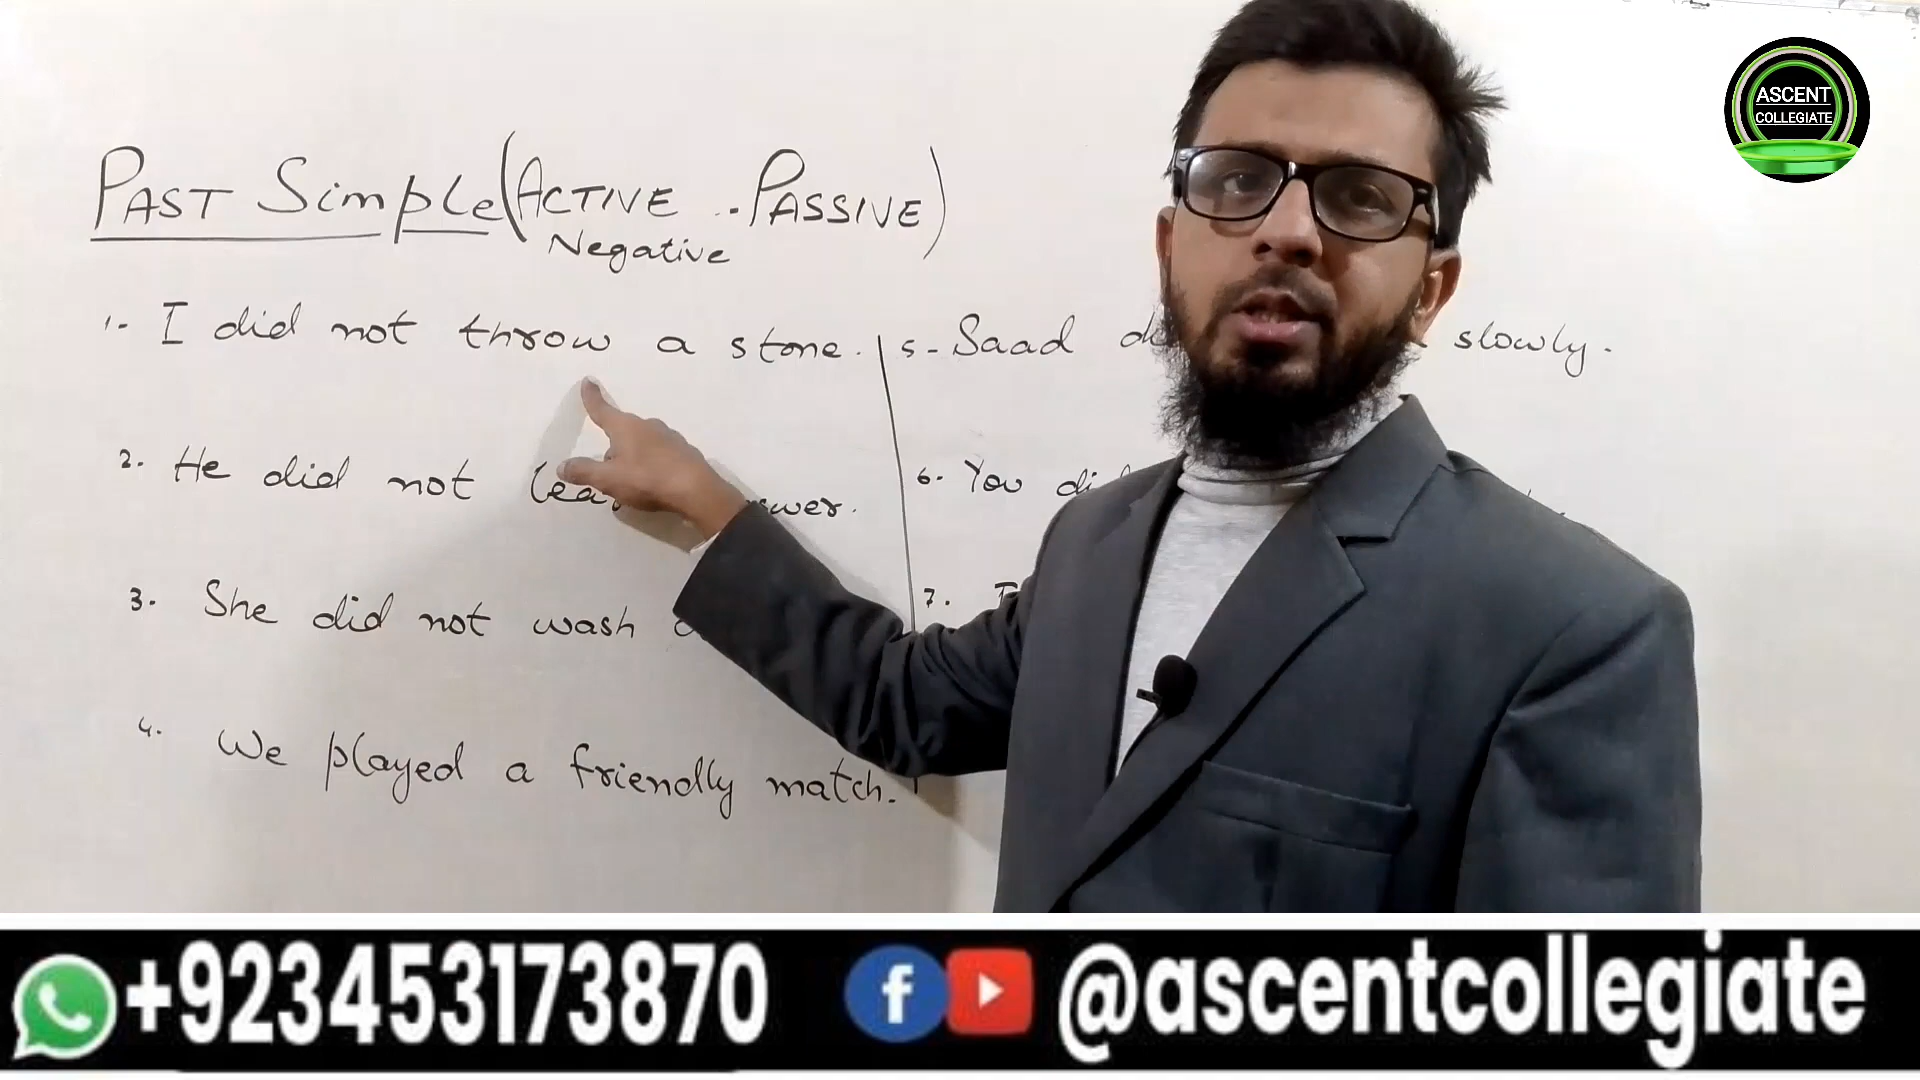 PAST Simple (ACTIVE .. PASSIVE)
Negative
1- I did not throw a stone.
2. He did not
3. She did not wash
4. We played a friendly match.
5- Saad slowly.
6. You
7.
ASCENT
COLLEGIATE
+923453173870 @ascentcollegiate